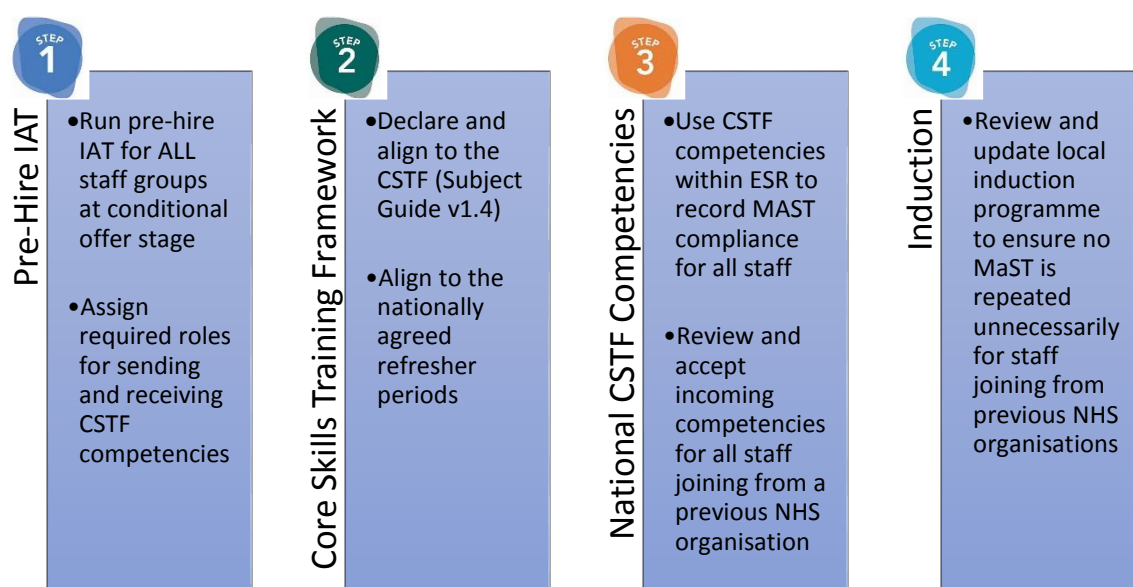 STEP
1
Pre-Hire IAT
•Run pre-hire
IAT for ALL
staff groups
at conditional
offer stage
•Assign
required roles
for sending
and receiving
CSTF
competencies
STEP
2
Core Skills Training Framework
•Declare and
align to the
CSTF (Subject
Guide v1.4)
•Align to the
nationally
agreed
refresher
periods
STEP
3
National CSTF Competencies
•Use CSTF
competencies
within ESR to
record MAST
compliance
for all staff
•Review and
accept
incoming
competencies
for all staff
joining from a
previous NHS
organisation
STEP
4
Induction
•Review and
update local
induction
programme
to ensure no
MaST is
repeated
unnecessarily
for staff
joining from
previous NHS
organisations